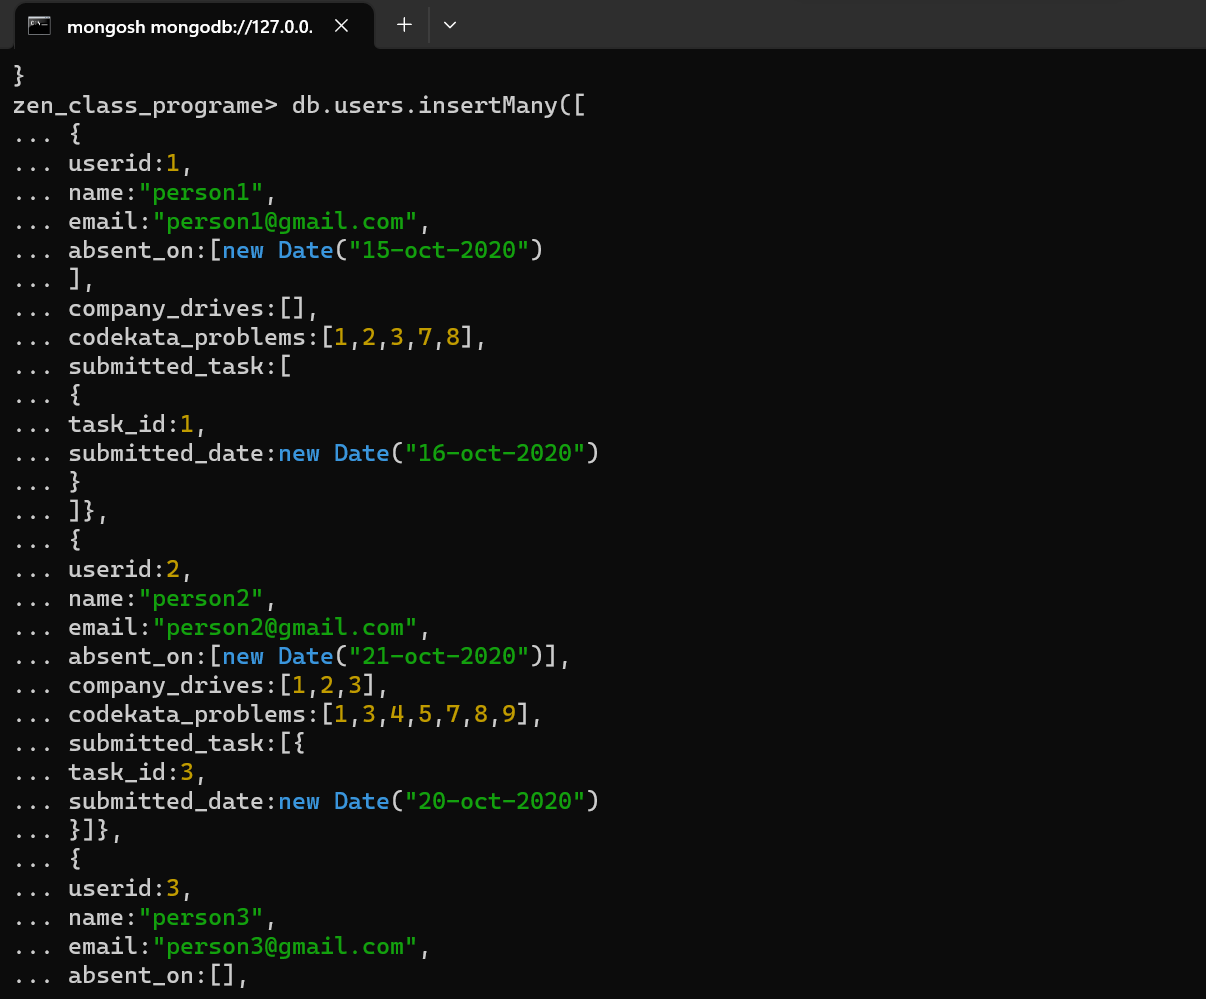 mongosh mongodb://127.0.0.
}
zen_class_programe> db.users.insertMany([
... {
... userid:1,
... name:"person1",
... email:"person1@gmail.com",
... absent_on:[new Date("15-oct-2020")
... ],
... company_drives:[],
... codekata_problems:[1,2,3,7,8],
... submitted_task:[
... {
... task_id:1,
... submitted_date:new Date("16-oct-2020")
... }
... ]},
... {
... userid:2,
... name:"person2",
... email:"person2@gmail.com",
... absent_on:[new Date("21-oct-2020")],
... company_drives:[1,2,3],
... codekata_problems:[1,3,4,5,7,8,9],
... submitted_task:[{
... task_id:3,
... submitted_date:new Date("20-oct-2020")
... }]},
... {
... userid:3,
... name:"person3",
... email:"person3@gmail.com",
... absent_on:[],